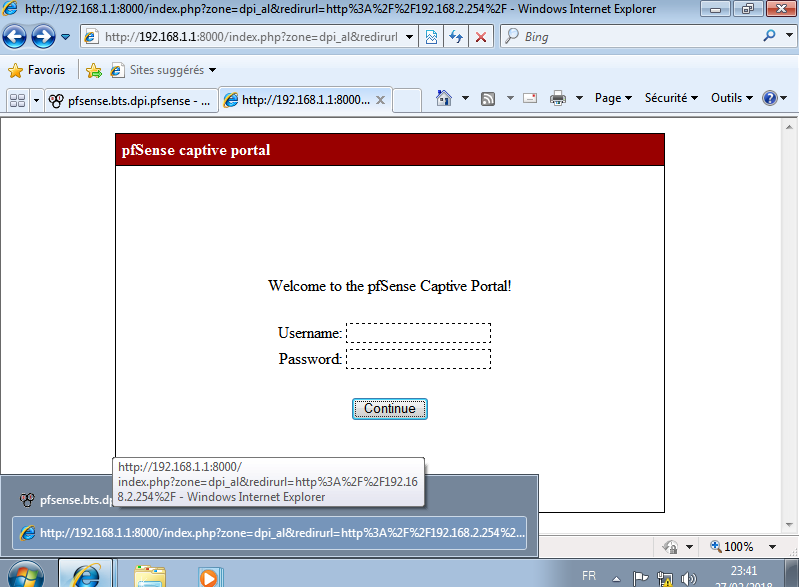 http://192.168.1.1:8000/index.php?zone=dpi_al&redirurl=http%3A%2F%2F192.168.2.254%2F - Windows Internet Explorer
http://192.168.1.1:8000/index.php?zone=dpi_al&redirurl
Bing
Favoris
Sites suggérés
pfsense.bts.dpi.pfsense - ...
http://192.168.1.1:8000...
Page
Sécurité
Outils
pfSense captive portal
Welcome to the pfSense Captive Portal!
Username:
Password:
Continue
http://192.168.1.1:8000/
index.php?zone=dpi_al&redirurl=http%3A%2F%2F192.16
8.2.254%2F - Windows Internet Explorer
pfsense.bts.dp
http://192.168.1.1:8000/index.php?zone=dpi_al&redirurl=http%3A%2F%2F192.168.2.254%2...
100%
FR
23:41
27/02/2018